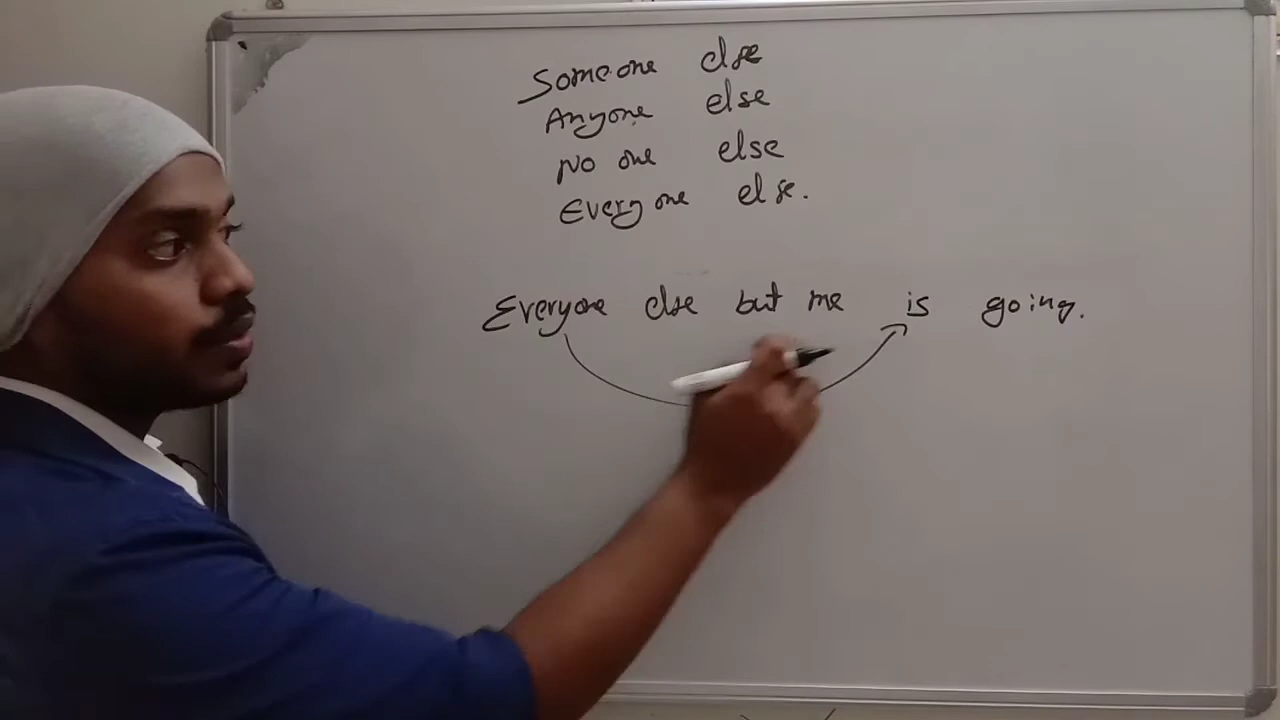 Someone else
Anyone else
No one else
Everyone else.
Everyone else but me is going.